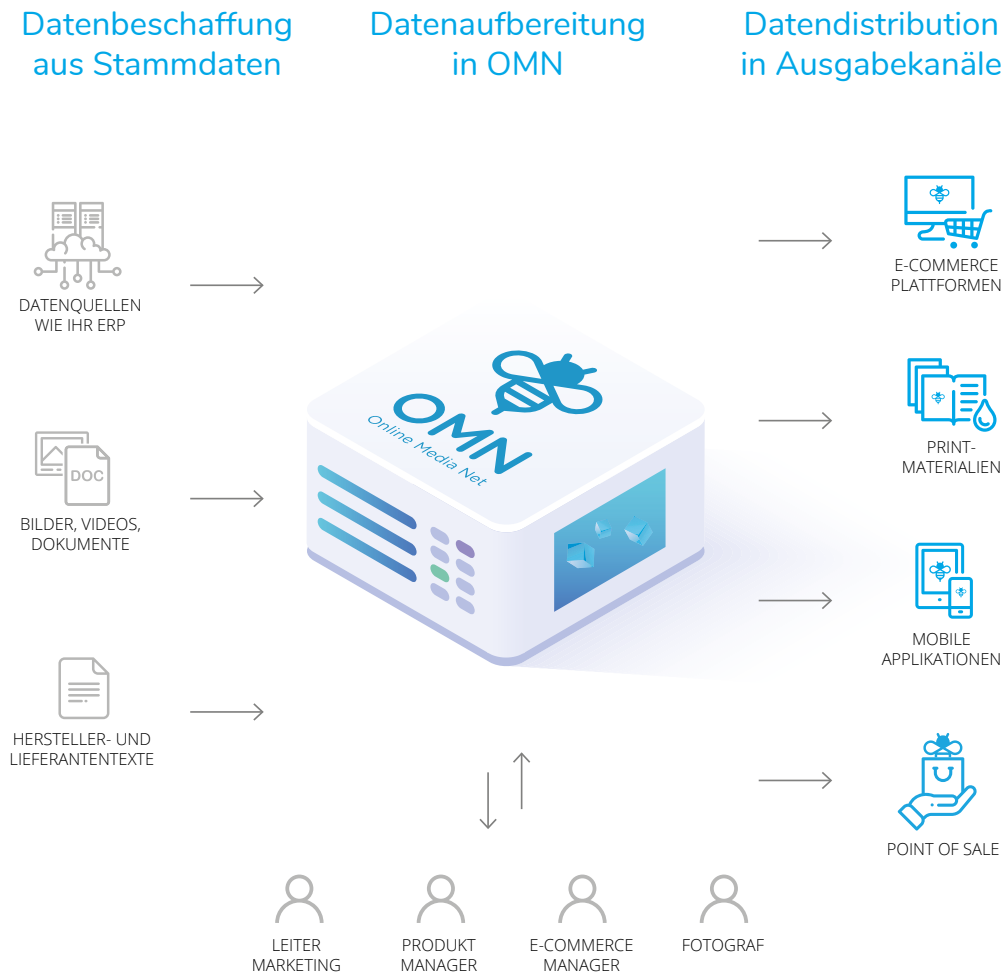 Datenbeschaffung
aus Stammdaten
Datenaufbereitung
in OMN
Datendistribution
in Ausgabekanäle
DATENQUELLEN
WIE IHR ERP
DOC
BILDER, VIDEOS,
DOKUMENTE
HERSTELLER- UND
LIEFERANTENTEXTE
OMN
Online Media Net
E-COMMERCE
PLATTFORMEN
PRINT-
MATERIALIEN
MOBILE
APPLIKATIONEN
POINT OF SALE
LEITER
MARKETING
PRODUKT
MANAGER
E-COMMERCE
MANAGER
FOTOGRAF